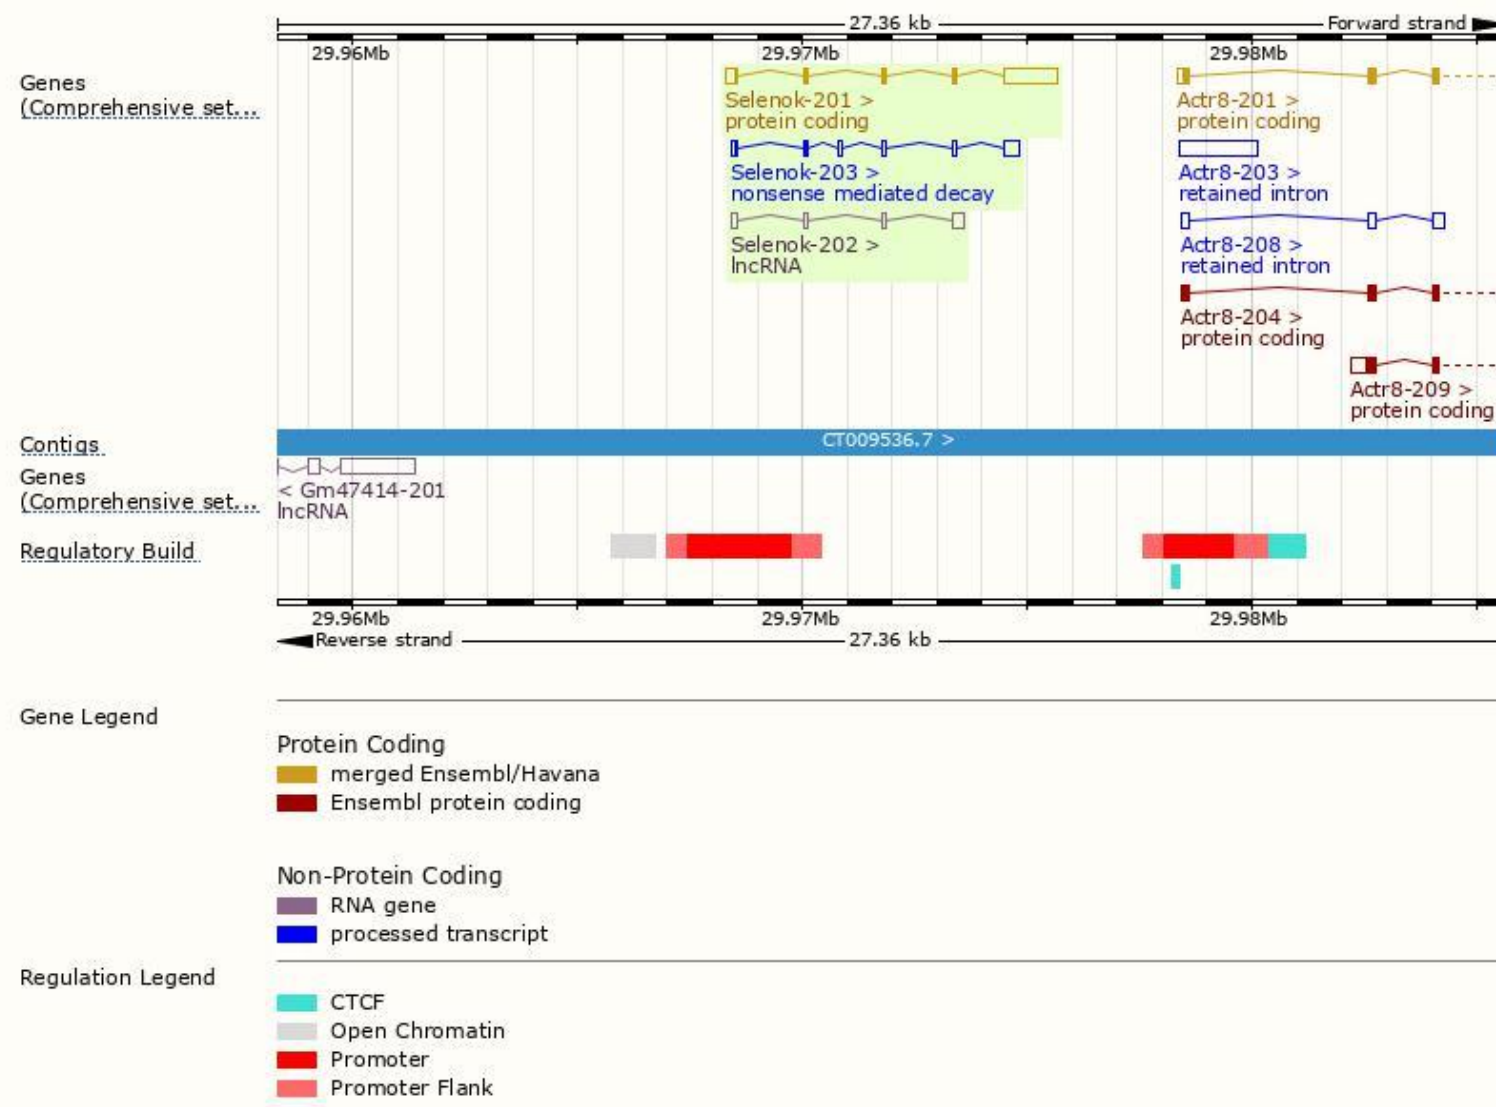 27.36 kb Forward strand
29.96Mb 29.97Mb 29.98Mb
Genes
(Comprehensive set...
Selenok-201 > Actr8-201 >
protein coding protein coding
Selenok-203 > Actr8-203 >
nonsense mediated decay retained intron
Selenok-202 > Actr8-208 >
lncRNA retained intron
Actr8-204 >
protein coding
Actr8-209 >
protein coding
Contigs CT009536.7 >
Genes
(Comprehensive set...
< Gm47414-201
lncRNA
Regulatory Build
29.96Mb 29.97Mb 29.98Mb
Reverse strand 27.36 kb
Gene Legend
Protein Coding
merged Ensembl/Havana
Ensembl protein coding
Non-Protein Coding
RNA gene
processed transcript
Regulation Legend
CTCF
Open Chromatin
Promoter
Promoter Flank